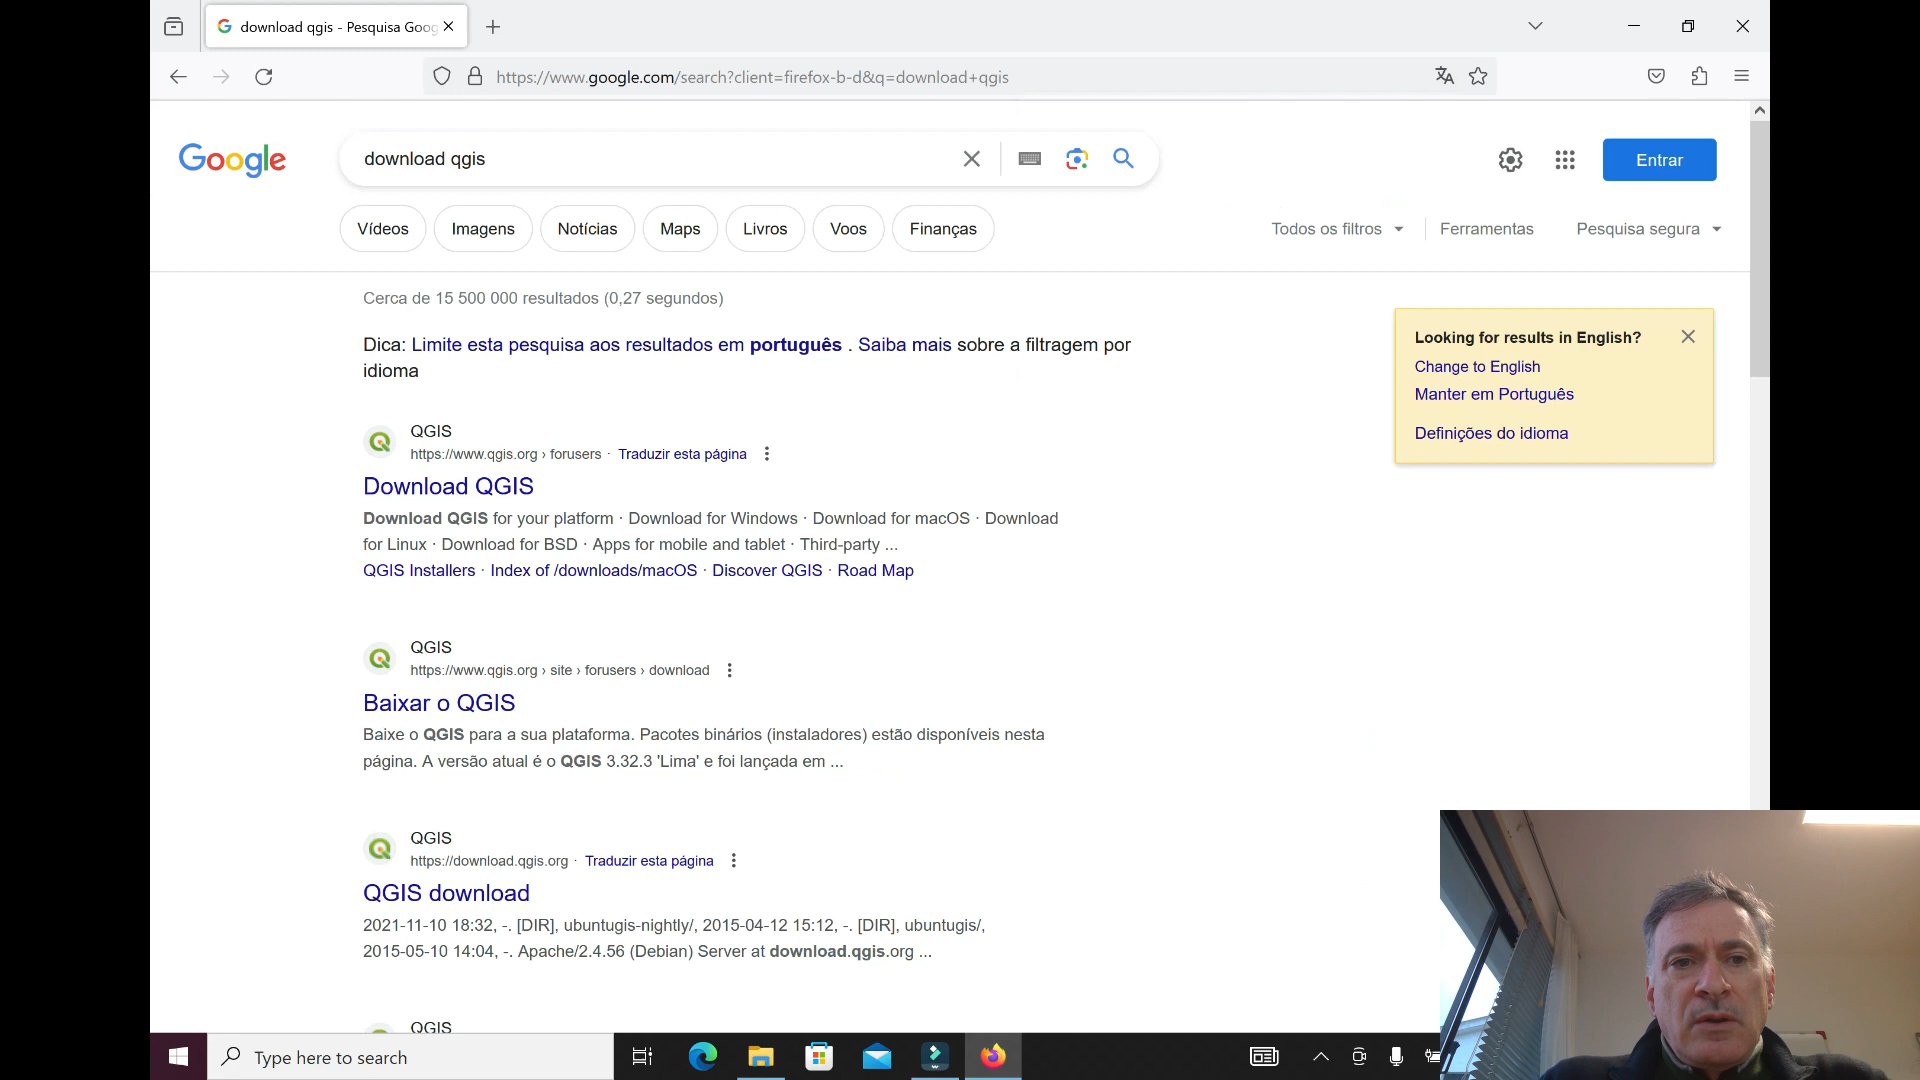 download qgis - Pesquisa Goog
https://www.google.com/search?client=firefox-b-d&q=download+qgis
Google
download qgis
Entrar
Vídeos
Imagens
Notícias
Maps
Livros
Voos
Finanças
Todos os filtros
Ferramentas
Pesquisa segura
Cerca de 15 500 000 resultados (0,27 segundos)
Dica: Limite esta pesquisa aos resultados em português . Saiba mais sobre a filtragem por
idioma
Looking for results in English?
Change to English
Manter em Português
Definições do idioma
QGIS
https://www.qgis.org › forusers · Traduzir esta página
Download QGIS
Download QGIS for your platform · Download for Windows · Download for macOS · Download
for Linux · Download for BSD · Apps for mobile and tablet · Third-party ...
QGIS Installers · Index of /downloads/macOS · Discover QGIS · Road Map
QGIS
https://www.qgis.org › site › forusers › download
Baixar o QGIS
Baixe o QGIS para a sua plataforma. Pacotes binários (instaladores) estão disponíveis nesta
página. A versão atual é o QGIS 3.32.3 'Lima' e foi lançada em ...
QGIS
https://download.qgis.org · Traduzir esta página
QGIS download
2021-11-10 18:32, -. [DIR], ubuntugis-nightly/, 2015-04-12 15:12, -. [DIR], ubuntugis/,
2015-05-10 14:04, -. Apache/2.4.56 (Debian) Server at download.qgis.org ...
QGIS
Type here to search